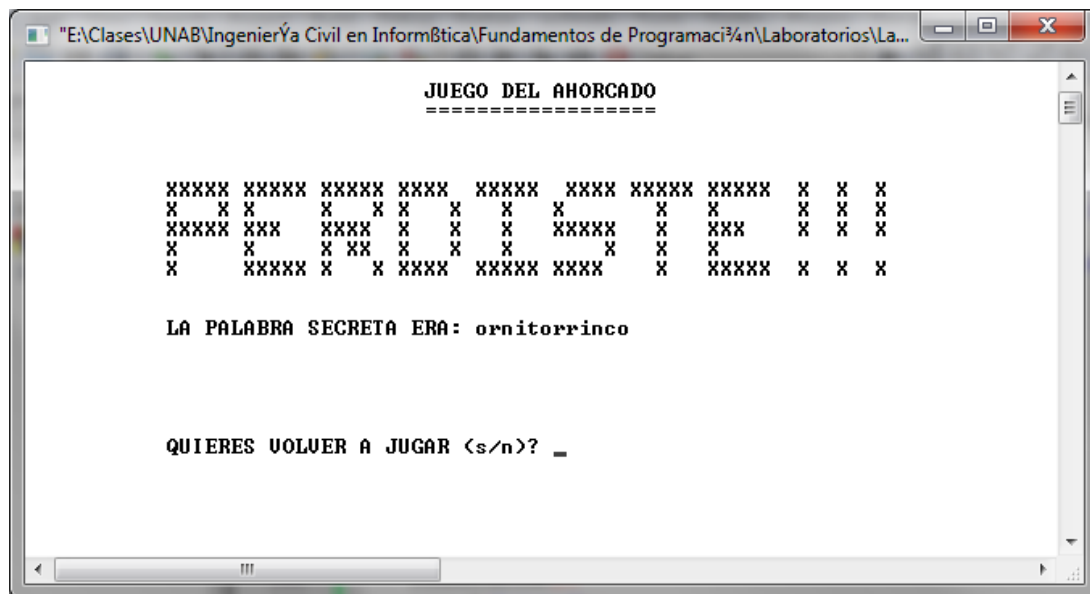 "E:\Clases\UNAB\IngenierÝa Civil en Informßtica\Fundamentos de Programaci¾n\Laboratorios\La...
JUEGO DEL AHORCADO
==================
PERDISTE!!!
LA PALABRA SECRETA ERA: ornitorrinco
QUIERES VOLVER A JUGAR (s/n)? _